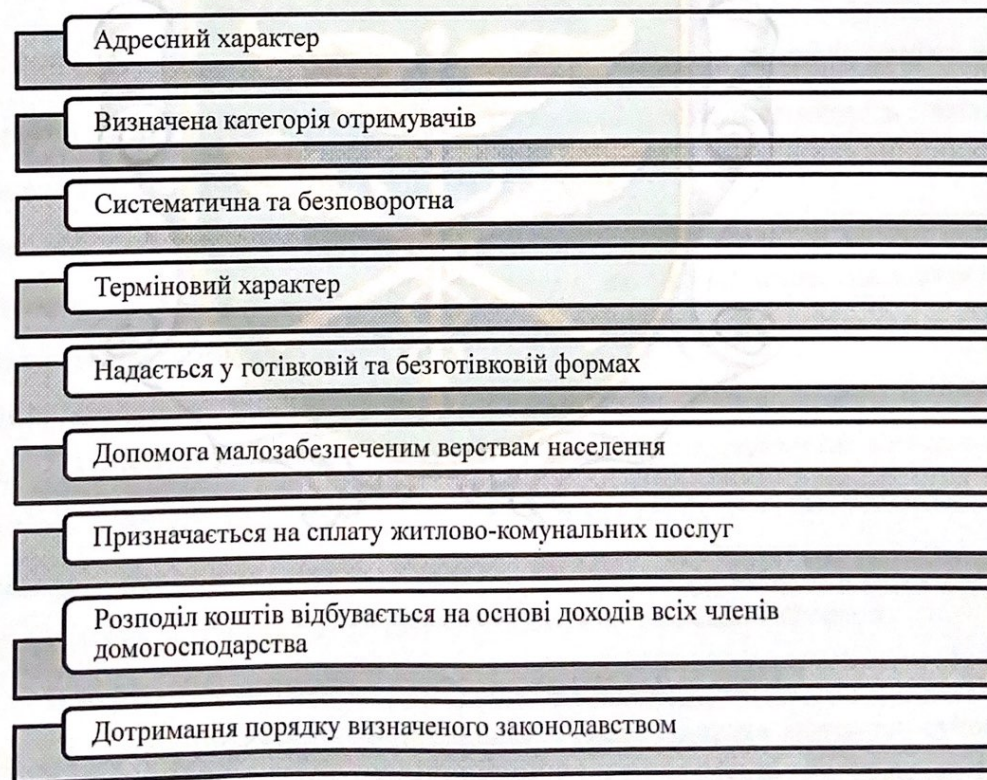 Адресний характер
Визначена категорія отримувачів
Систематична та безповоротна
Терміновий характер
Надається у готівковій та безготівковій формах
Допомога малозабезпеченим верствам населення
Призначається на сплату житлово-комунальних послуг
Розподіл коштів відбувається на основі доходів всіх членів
домогосподарства
Дотримання порядку визначеного законодавством